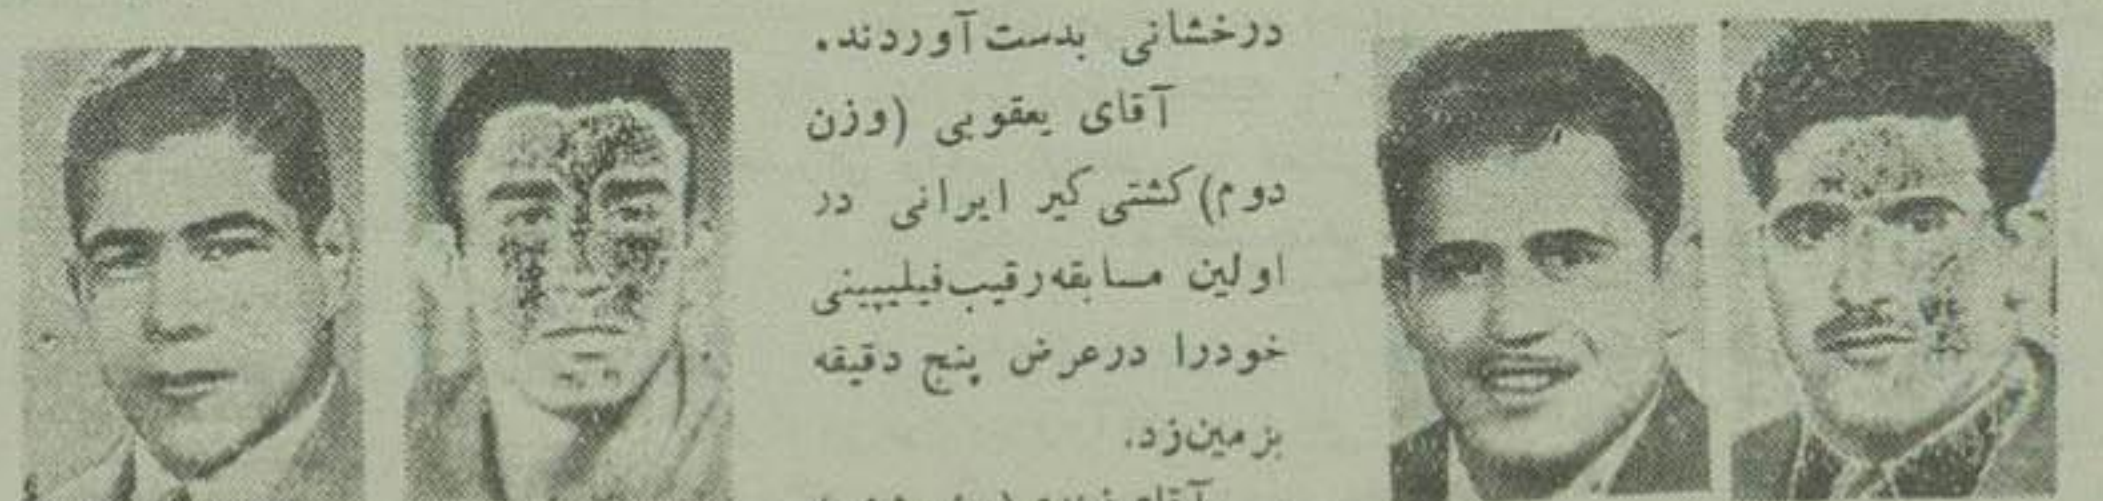 درخشانی بدست آوردند.
آقای یعقوبی (وزن
دوم) کشتی گیر ایرانی در
اولین مسابقه رقیب فیلیپینی
خودرا درعرض پنج دقیقه
بزمین زد.
آقای